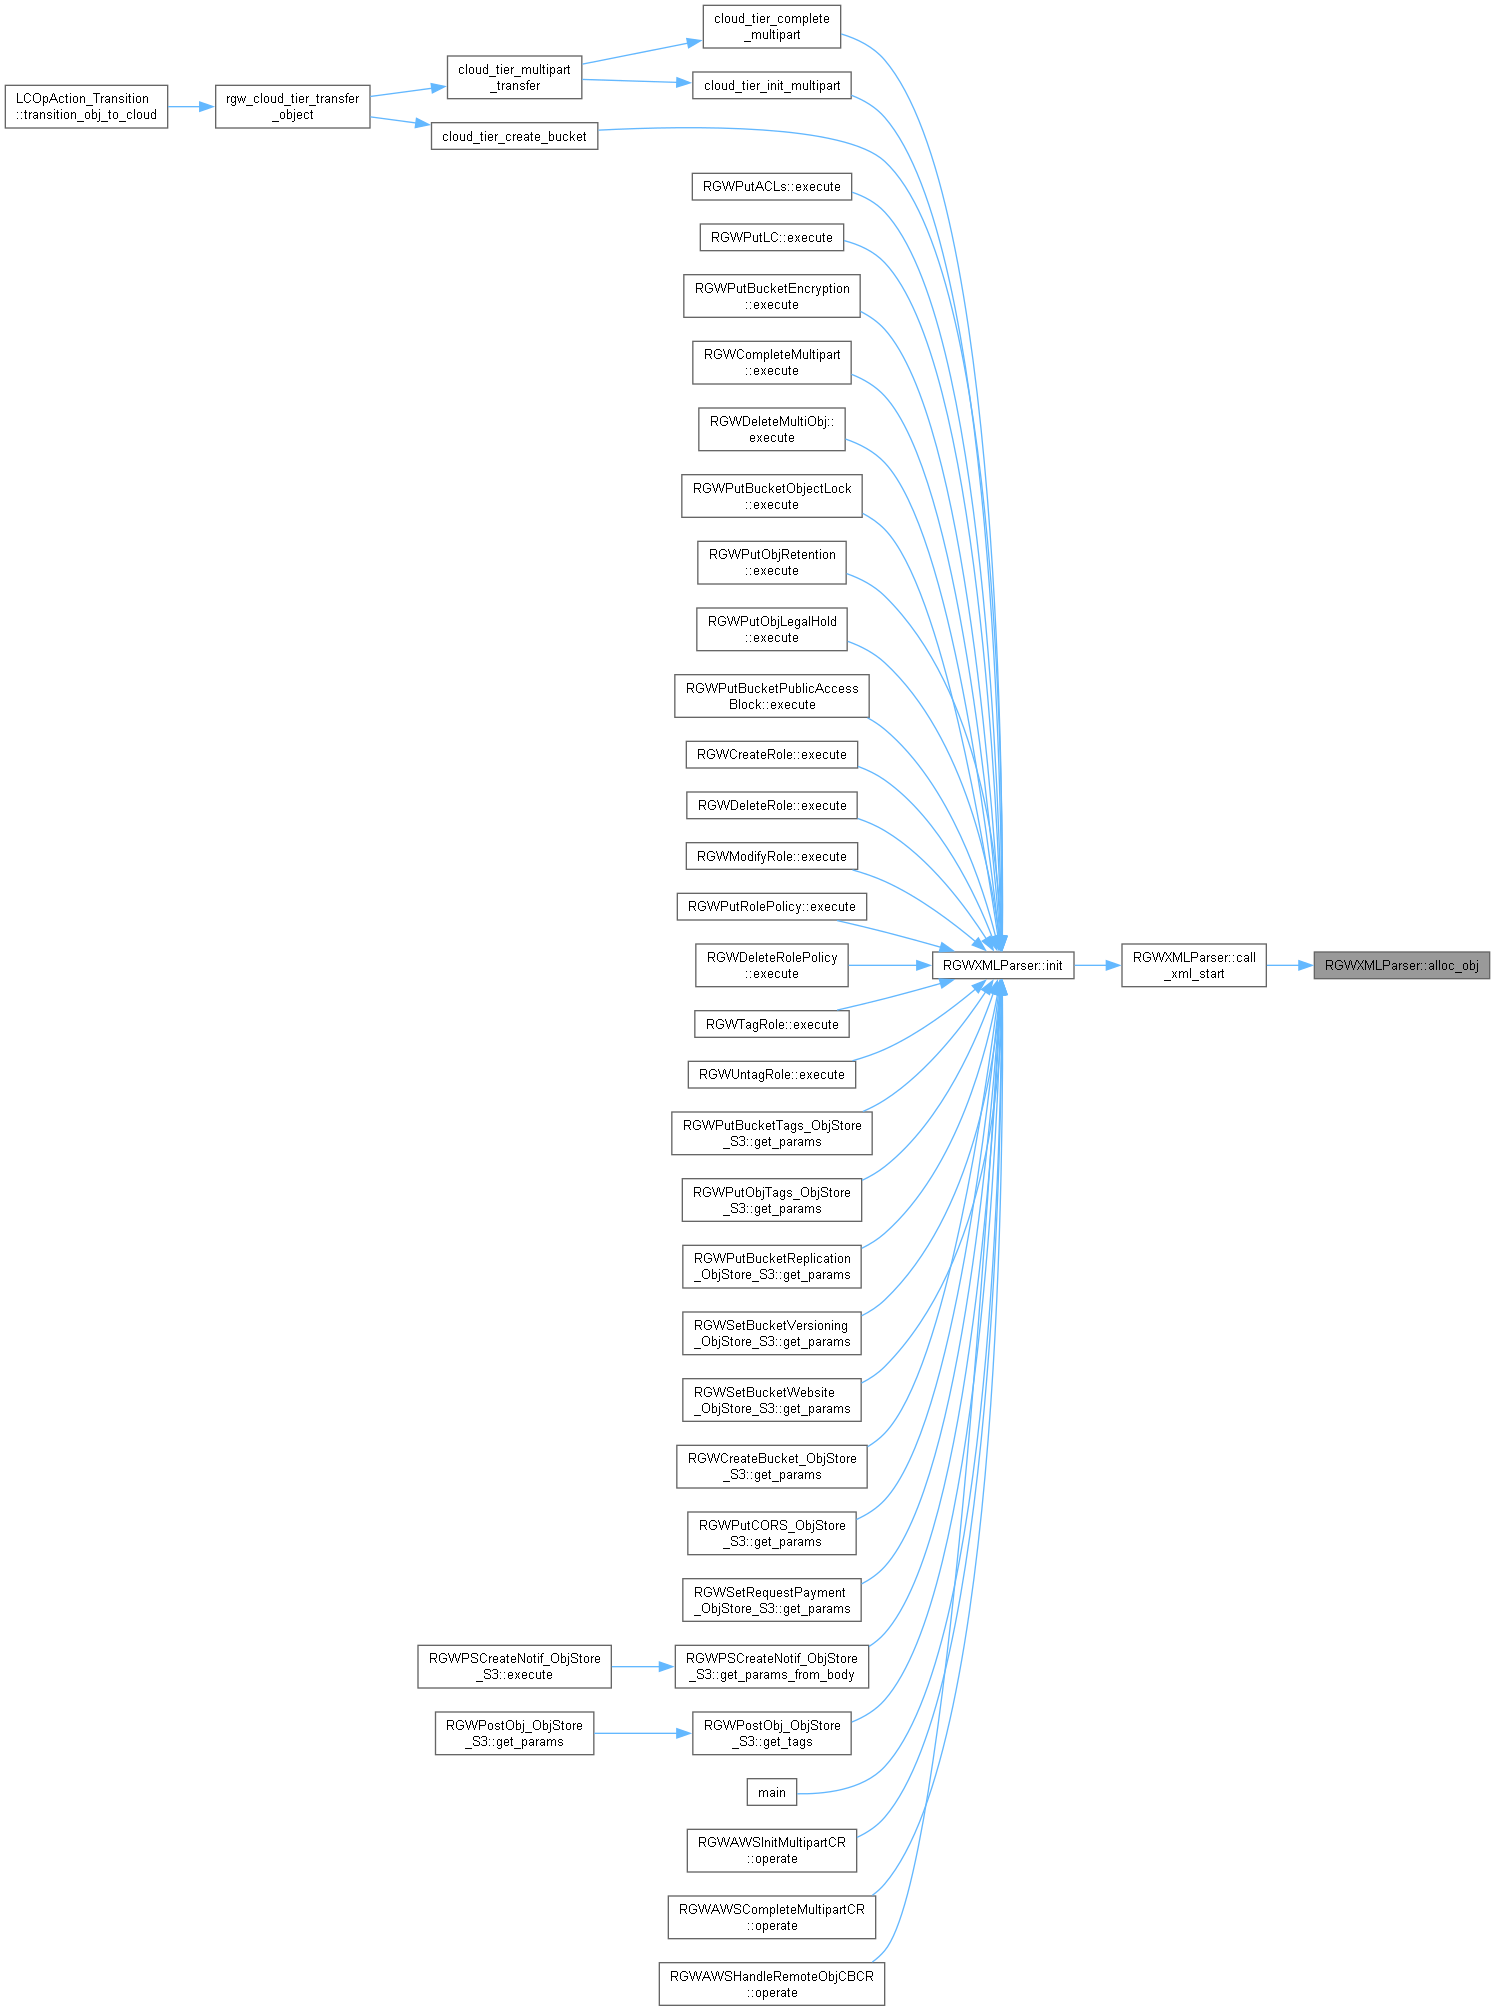 cloud_tier_complete
_multipart
cloud_tier_multipart
_transfer
cloud_tier_init_multipart
LCOpAction_Transition
::transition_obj_to_cloud
rgw_cloud_tier_transfer
_object
cloud_tier_create_bucket
RGWPutACLs::execute
RGWPutLC::execute
RGWPutBucketEncryption
::execute
RGWCompleteMultipart
::execute
RGWDeleteMultiObj::
execute
RGWPutBucketObjectLock
::execute
RGWPutObjRetention
::execute
RGWPutObjLegalHold
::execute
RGWPutBucketPublicAccess
Block::execute
RGWCreateRole::execute
RGWDeleteRole::execute
RGWModifyRole::execute
RGWPutRolePolicy::execute
RGWDeleteRolePolicy
::execute
RGWXMLParser::init
RGWXMLParser::call
_xml_start
RGWXMLParser::alloc_obj
RGWTagRole::execute
RGWUntagRole::execute
RGWPutBucketTags_ObjStore
_S3::get_params
RGWPutObjTags_ObjStore
_S3::get_params
RGWPutBucketReplication
_ObjStore_S3::get_params
RGWSetBucketVersioning
_ObjStore_S3::get_params
RGWSetBucketWebsite
_ObjStore_S3::get_params
RGWCreateBucket_ObjStore
_S3::get_params
RGWPutCORS_ObjStore
_S3::get_params
RGWSetRequestPayment
_ObjStore_S3::get_params
RGWPSCreateNotif_ObjStore
_S3::execute
RGWPSCreateNotif_ObjStore
_S3::get_params_from_body
RGWPostObj_ObjStore
_S3::get_params
RGWPostObj_ObjStore
_S3::get_tags
main
RGWAWSInitMultipartCR
::operate
RGWAWSCompleteMultipartCR
::operate
RGWAWSHandleRemoteObjCBCR
::operate